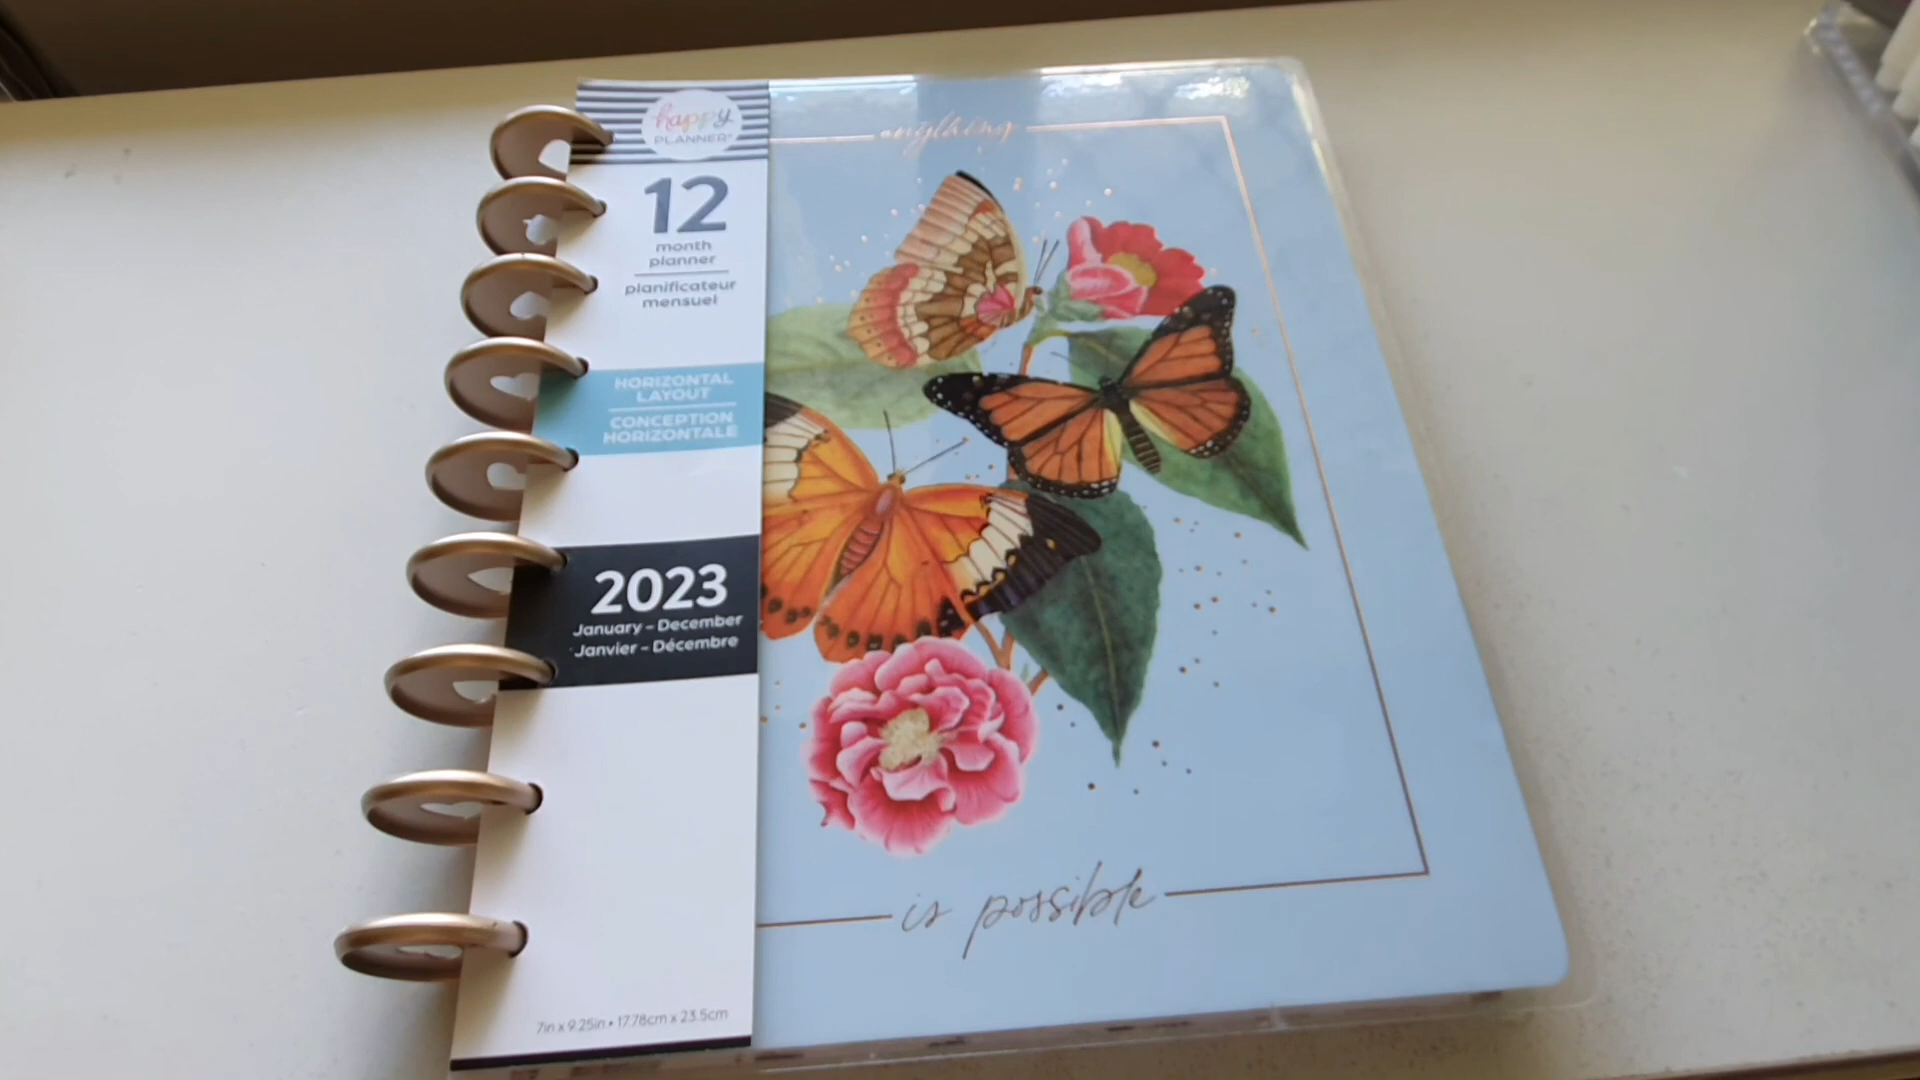 happy
PLANNER
12
month
planner
planificateur
mensuel
HORIZONTAL
LAYOUT
CONCEPTION
HORIZONTALE
2023
January - December
Janvier - Décembre
7in x 9.25in • 17.78cm x 23.5cm
anything
is possible